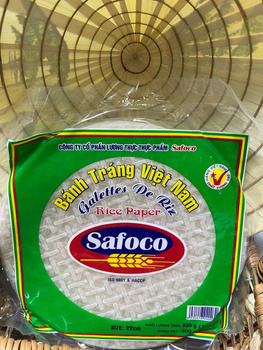 CÔNG TY CỔ PHẦN LƯƠNG THỰC THỰC PHẨM Safoco
Bánh Tráng Việt Nam
Galettes De Riz
Rice Paper
Safoco
ISO 9001 & HACCP
SIZE: 22cm